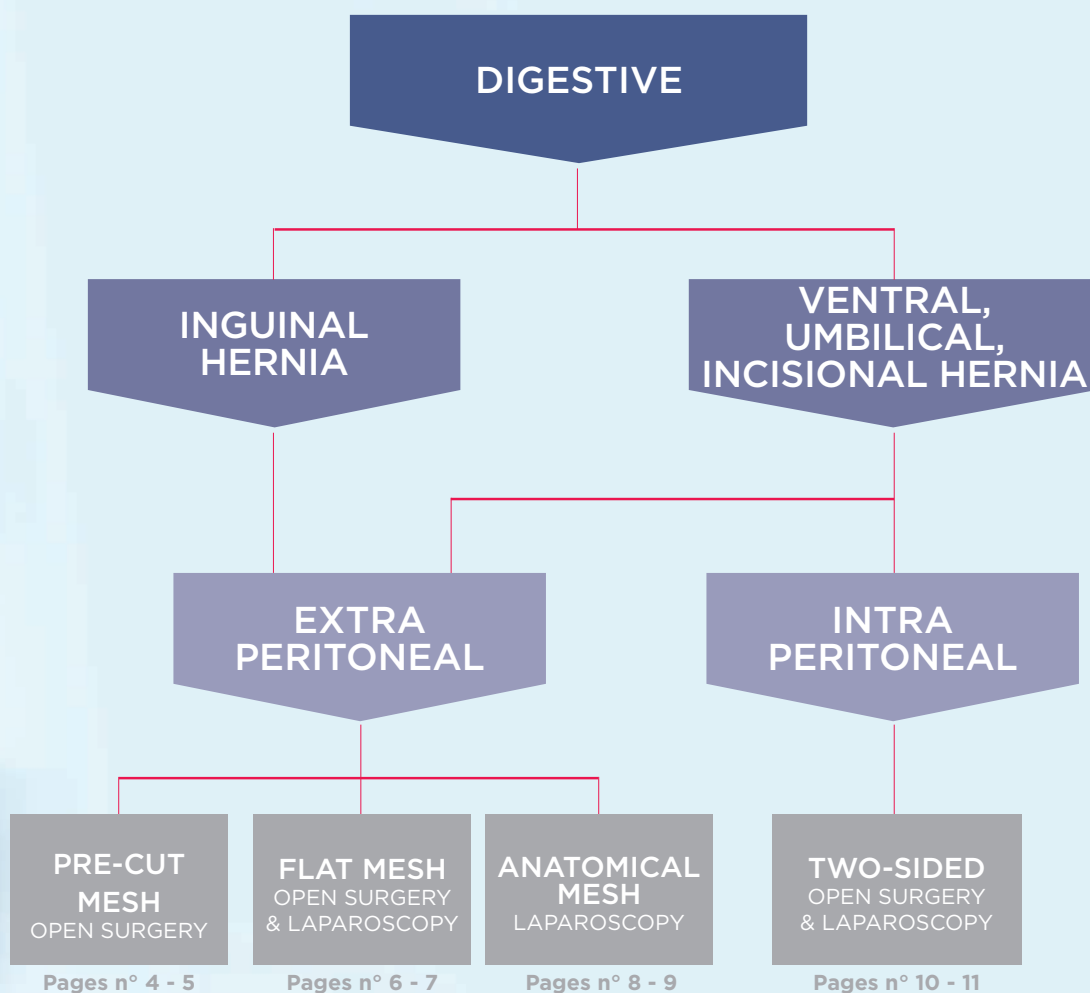 DIGESTIVE
INGUINAL
HERNIA
VENTRAL,
UMBILICAL,
INCISIONAL HERNIA
EXTRA
PERITONEAL
INTRA
PERITONEAL
PRE-CUT
MESH
OPEN SURGERY
Pages n° 4 - 5
FLAT MESH
OPEN SURGERY
& LAPAROSCOPY
Pages n° 6 - 7
ANATOMICAL
MESH
LAPAROSCOPY
Pages n° 8 - 9
TWO-SIDED
OPEN SURGERY
& LAPAROSCOPY
Pages n° 10 - 11